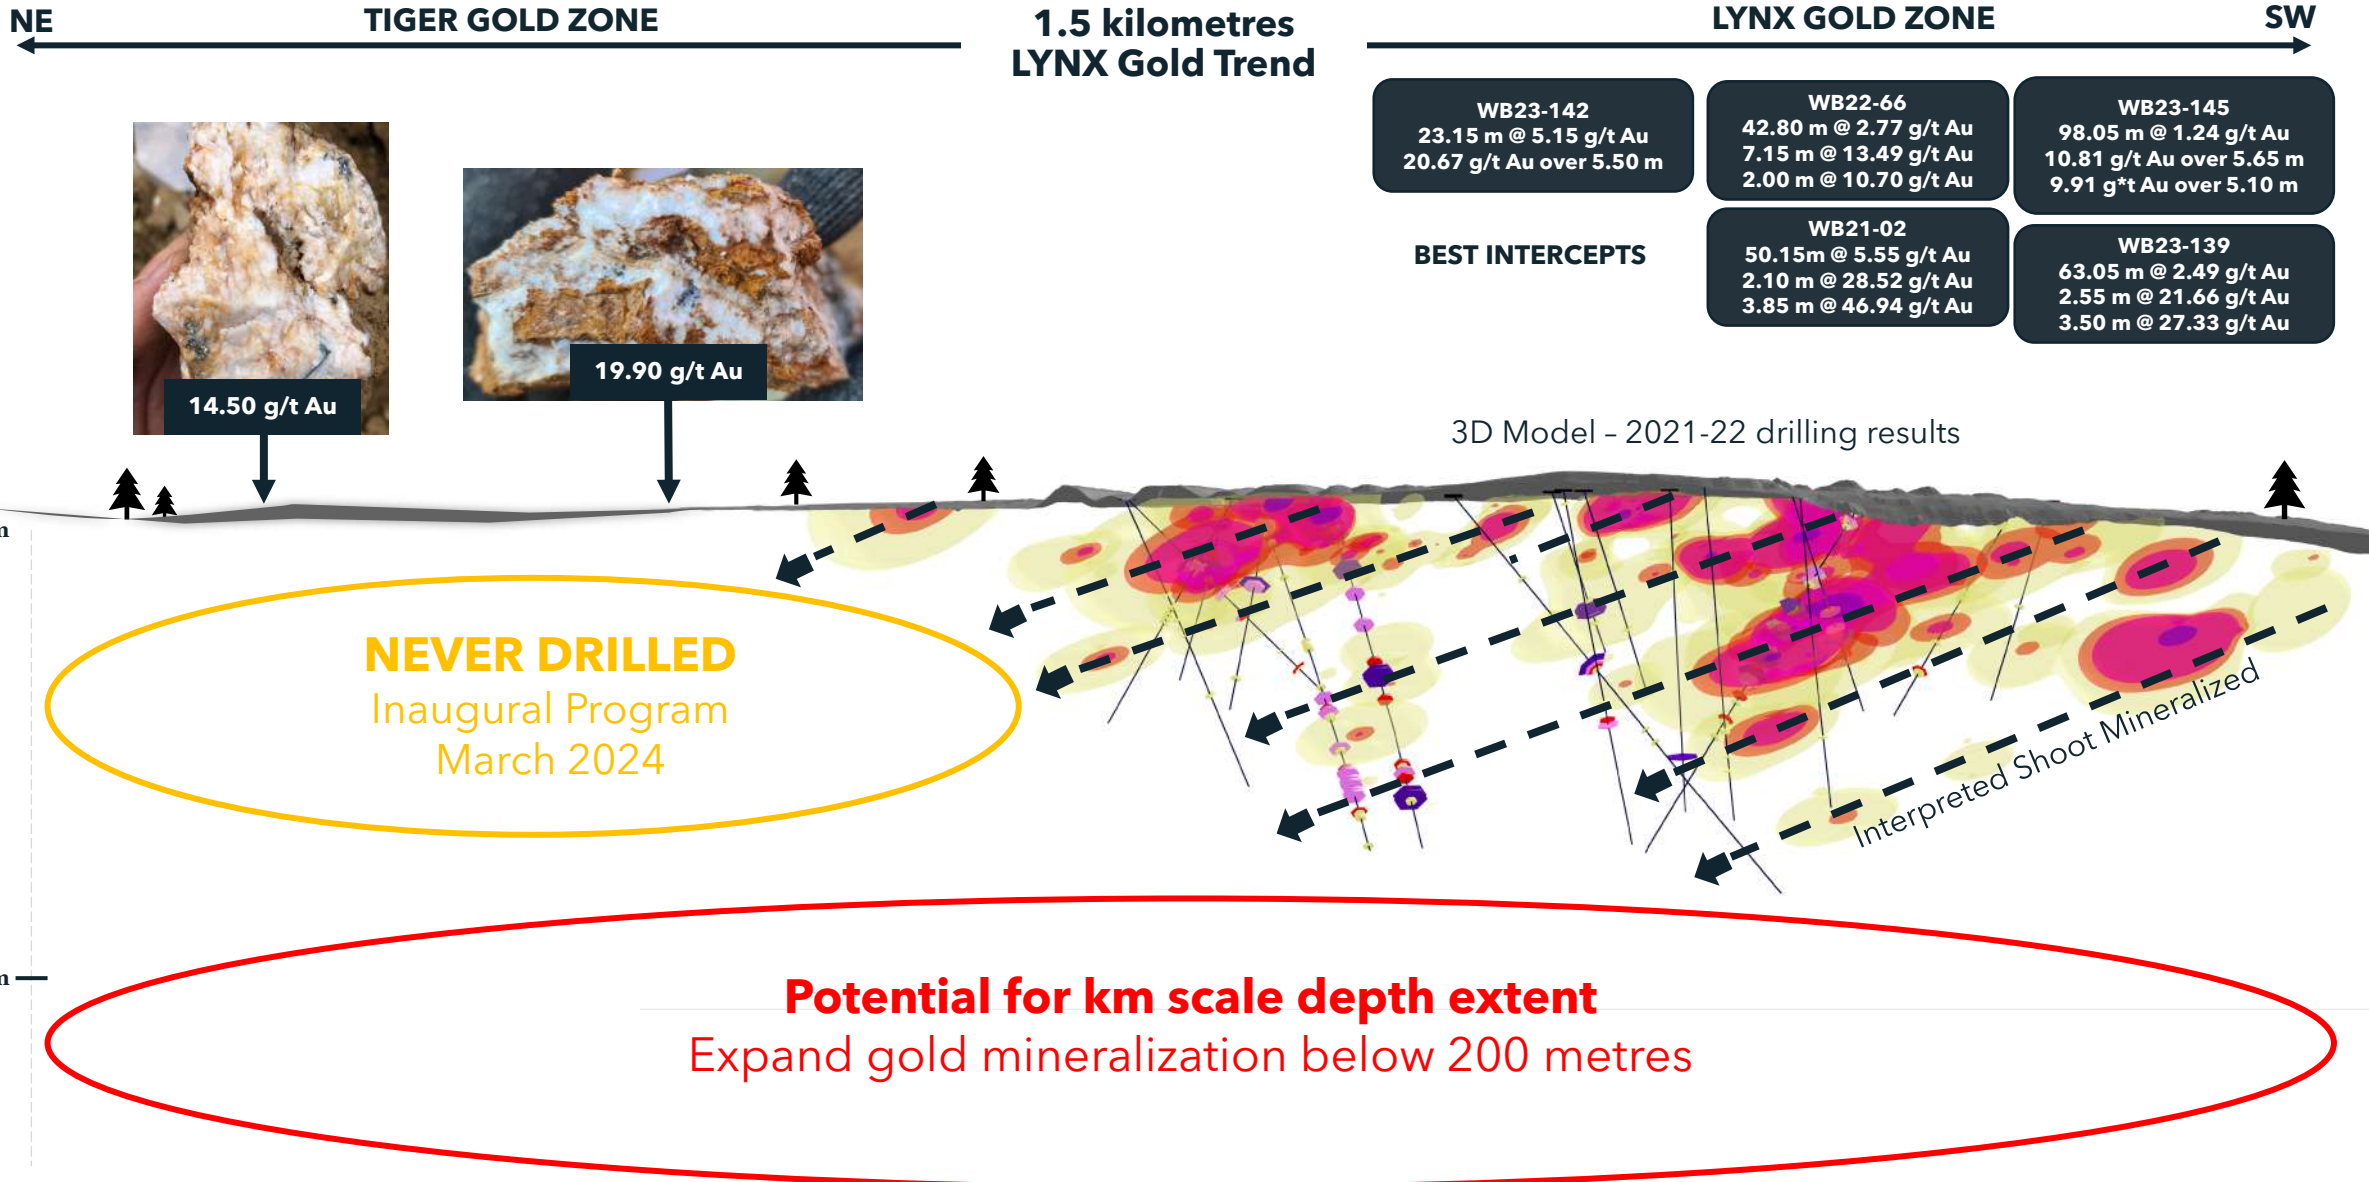 NE
TIGER GOLD ZONE
1.5 kilometres
LYNX Gold Trend
LYNX GOLD ZONE
SW
WB23-142
23.15 m @ 5.15 g/t Au
20.67 g/t Au over 5.50 m
WB22-66
42.80 m @ 2.77 g/t Au
7.15 m @ 13.49 g/t Au
2.00 m @ 10.70 g/t Au
WB23-145
98.05 m @ 1.24 g/t Au
10.81 g/t Au over 5.65 m
9.91 g*t Au over 5.10 m
BEST INTERCEPTS
WB21-02
50.15m @ 5.55 g/t Au
2.10 m @ 28.52 g/t Au
3.85 m @ 46.94 g/t Au
WB23-139
63.05 m @ 2.49 g/t Au
2.55 m @ 21.66 g/t Au
3.50 m @ 27.33 g/t Au
14.50 g/t Au
19.90 g/t Au
3D Model – 2021-22 drilling results
NEVER DRILLED
Inaugural Program
March 2024
Interpreted Shoot Mineralized
Potential for km scale depth extent
Expand gold mineralization below 200 metres